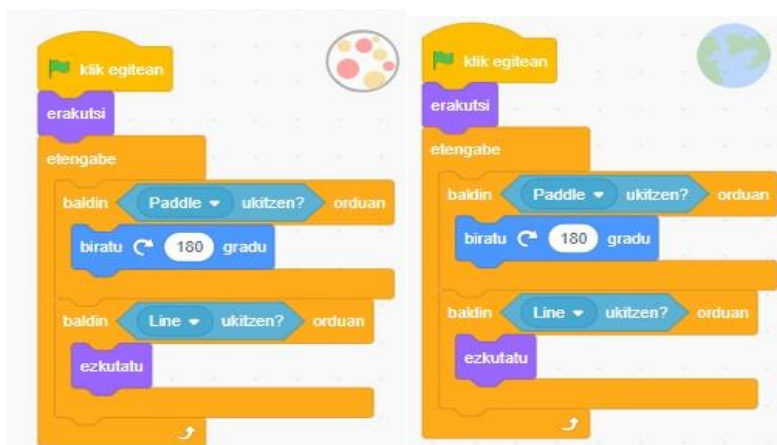 klik egitean
erakutsi
etengabe
baldin Paddle ukitzen? orduan
biratu 180 gradu
baldin Line ukitzen? orduan
ezkutatu
klik egitean
erakutsi
etengabe
baldin Paddle ukitzen? orduan
biratu 180 gradu
baldin Line ukitzen? orduan
ezkutatu